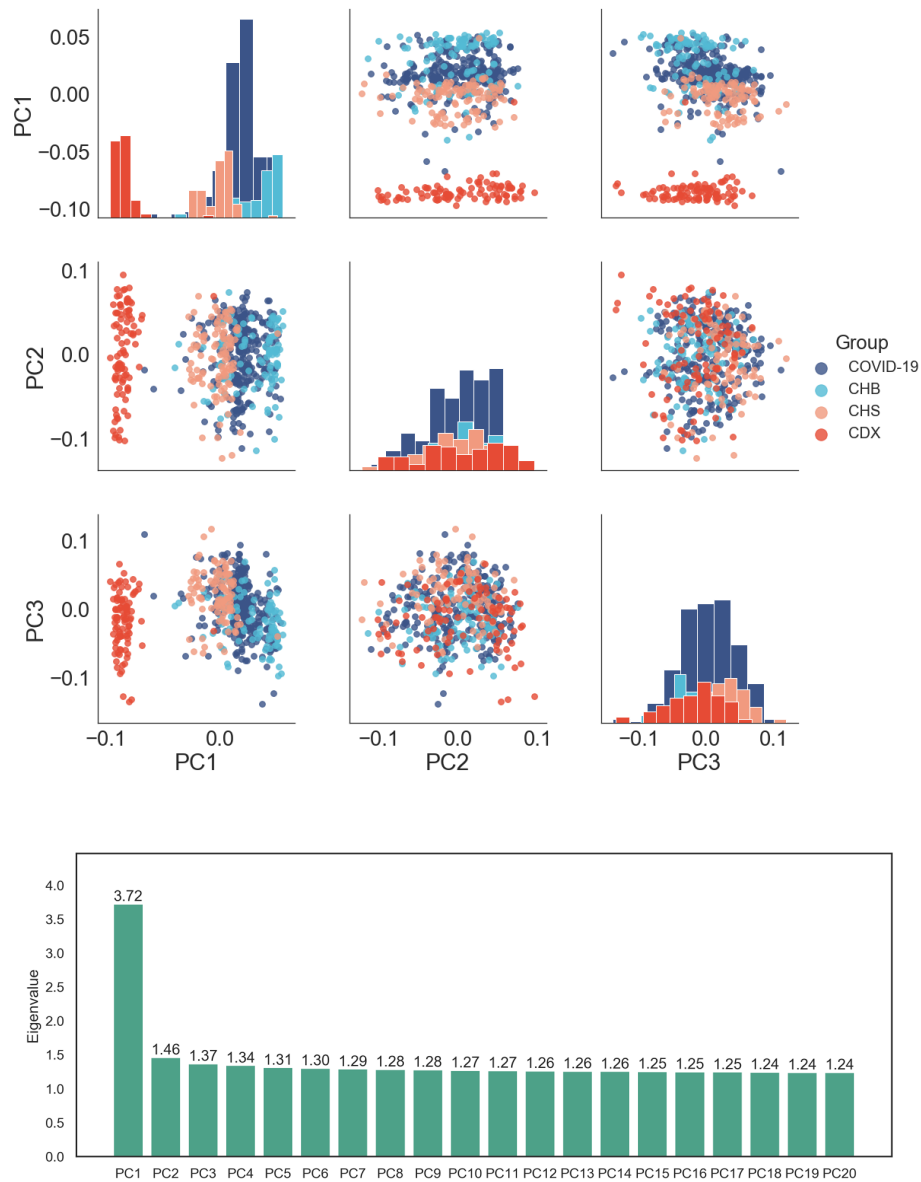 0.05
0.00
−0.05
−0.10
PC1
0.1
0.0
−0.1
PC2
Group
COVID-19
CHB
CHS
CDX
0.1
0.0
−0.1
PC3
−0.1 0.0
−0.1 0.0 0.1
−0.1 0.0 0.1
PC1 PC2 PC3
4.0
3.5
3.0
2.5
2.0
1.5
1.0
0.5
0.0
Eigenvalue
3.72 1.46 1.37 1.34 1.31 1.30 1.29 1.28 1.28 1.27 1.27 1.26 1.26 1.26 1.25 1.25 1.25 1.24 1.24 1.24
PC1 PC2 PC3 PC4 PC5 PC6 PC7 PC8 PC9 PC10 PC11 PC12 PC13 PC14 PC15 PC16 PC17 PC18 PC19 PC20